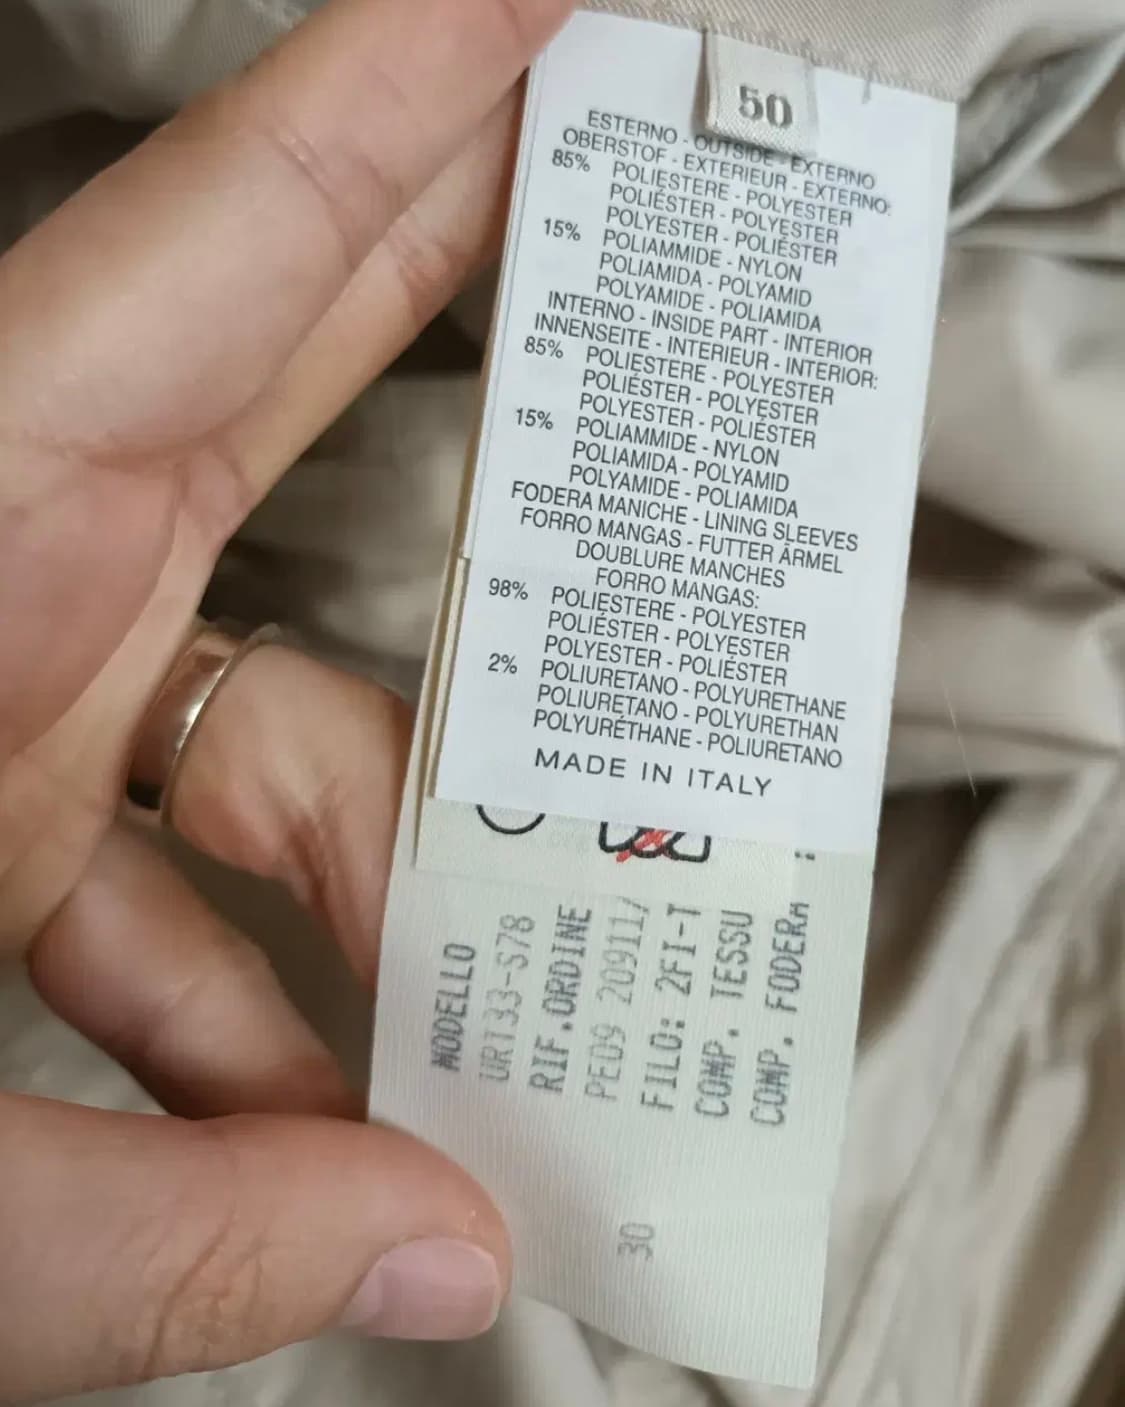 50
ESTERNO - OUTSIDE - EXTERNO
OBERSTOF - EXTERIEUR - EXTERNO:
85% POLIESTERE - POLYESTER
POLIÉSTER - POLYESTER
POLYESTER - POLIÉSTER
15% POLIAMMIDE - NYLON
POLIAMIDA - POLYAMID
POLYAMIDE - POLIAMIDA
INTERNO - INSIDE PART - INTERIOR
INNENSEITE - INTERIEUR - INTERIOR:
85% POLIESTERE - POLYESTER
POLIÉSTER - POLYESTER
POLYESTER - POLIÉSTER
15% POLIAMMIDE - NYLON
POLIAMIDA - POLYAMID
POLYAMIDE - POLIAMIDA
FODERA MANICHE - LINING SLEEVES
FORRO MANGAS - FUTTER ÄRMEL
DOUBLURE MANCHES
FORRO MANGAS:
98% POLIESTERE - POLYESTER
POLIÉSTER - POLYESTER
POLYESTER - POLIÉSTER
2% POLIURETANO - POLYURETHANE
POLIURETANO - POLYURETHAN
POLYURÉTHANE - POLIURETANO
MADE IN ITALY
MODELLO
UR133-S78
RIF.ORDINE
PE09 209117
FILO: 2FI-T
COMP. TESSU
COMP. FODERA
30